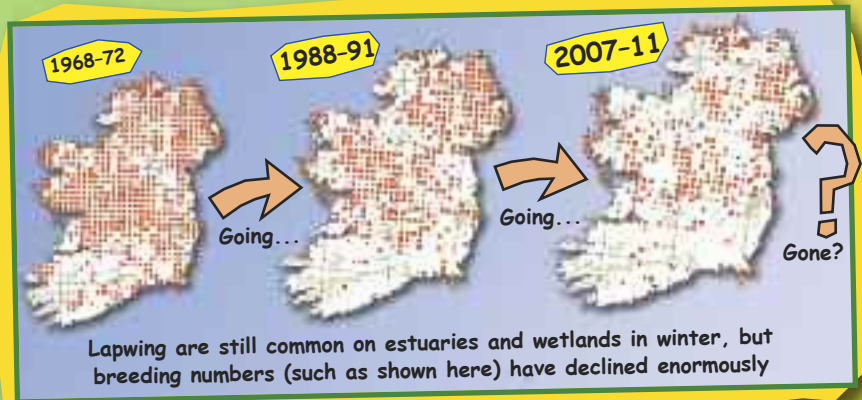 1968-72
1988-91
2007-11
Going...
Going...
Gone?
Lapwing are still common on estuaries and wetlands in winter, but
breeding numbers (such as shown here) have declined enormously